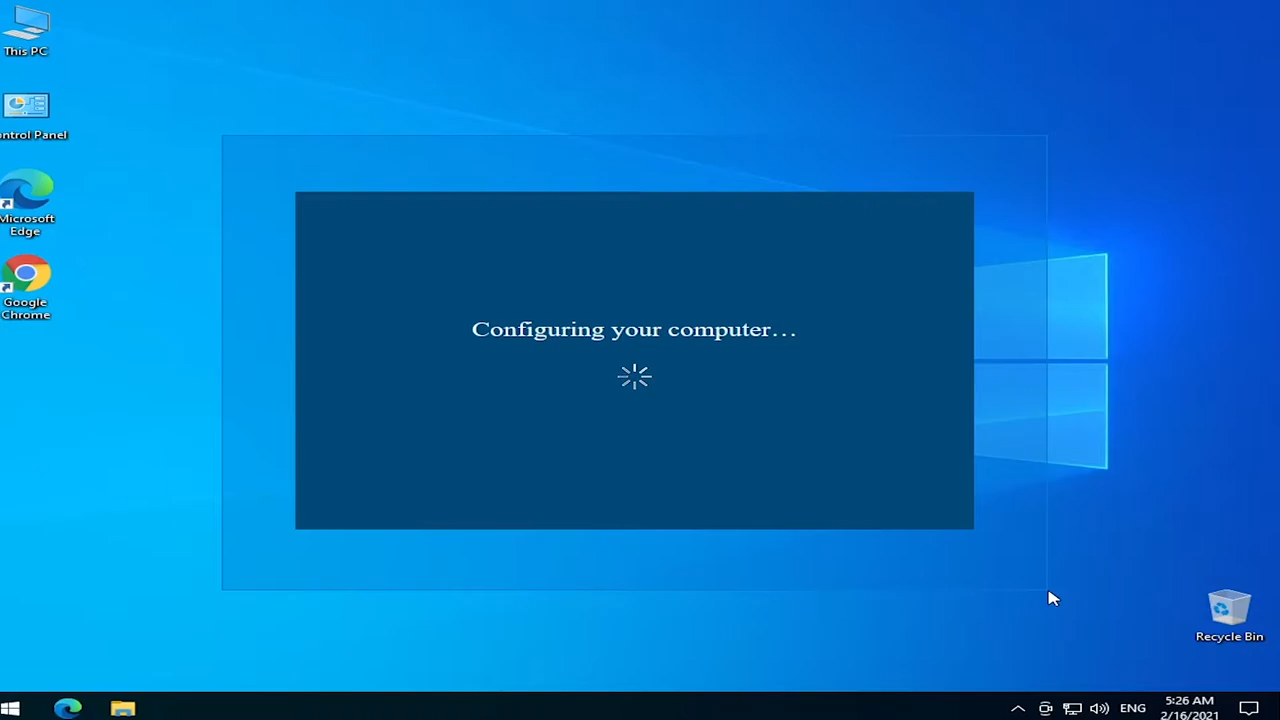 This PC
ontrol Panel
Microsoft
Edge
Google
Chrome
Configuring your computer...
Recycle Bin
ENG
5:26 AM
2/16/2021